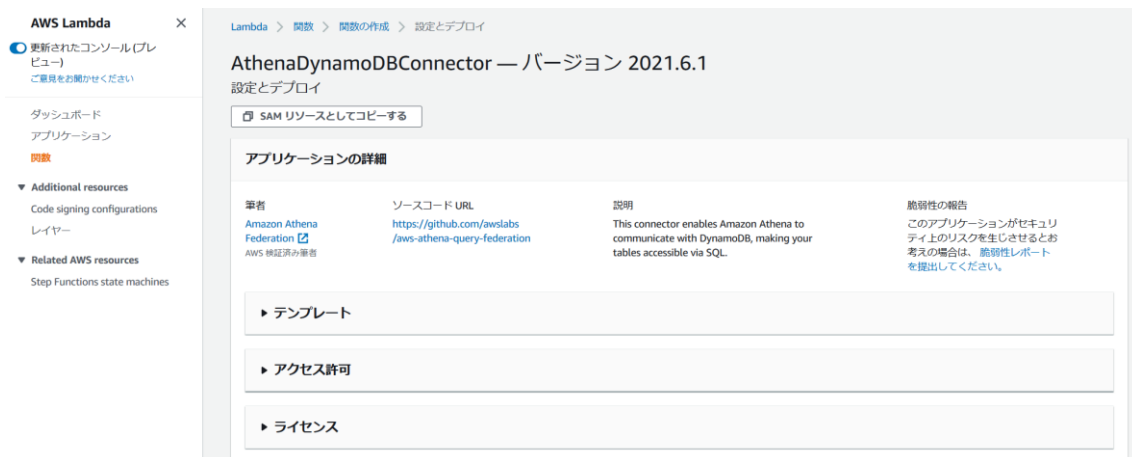 AWS Lambda
×
更新されたコンソール (プレ
ビュー)
ご意見をお聞かせください
ダッシュボード
アプリケーション
関数
▼ Additional resources
Code signing configurations
レイヤー
▼ Related AWS resources
Step Functions state machines
Lambda > 関数 > 関数の作成 > 設定とデプロイ
AthenaDynamoDBConnector — バージョン 2021.6.1
設定とデプロイ
SAM リソースとしてコピーする
アプリケーションの詳細
筆者
Amazon Athena
Federation
AWS 検証済み筆者
ソースコード URL
https://github.com/awslabs
/aws-athena-query-federation
説明
This connector enables Amazon Athena to
communicate with DynamoDB, making your
tables accessible via SQL.
脆弱性の報告
このアプリケーションがセキュリ
ティ上のリスクを生じさせるとお
考えの場合は、 脆弱性レポート
を提出してください。
▶ テンプレート
▶ アクセス許可
▶ ライセンス